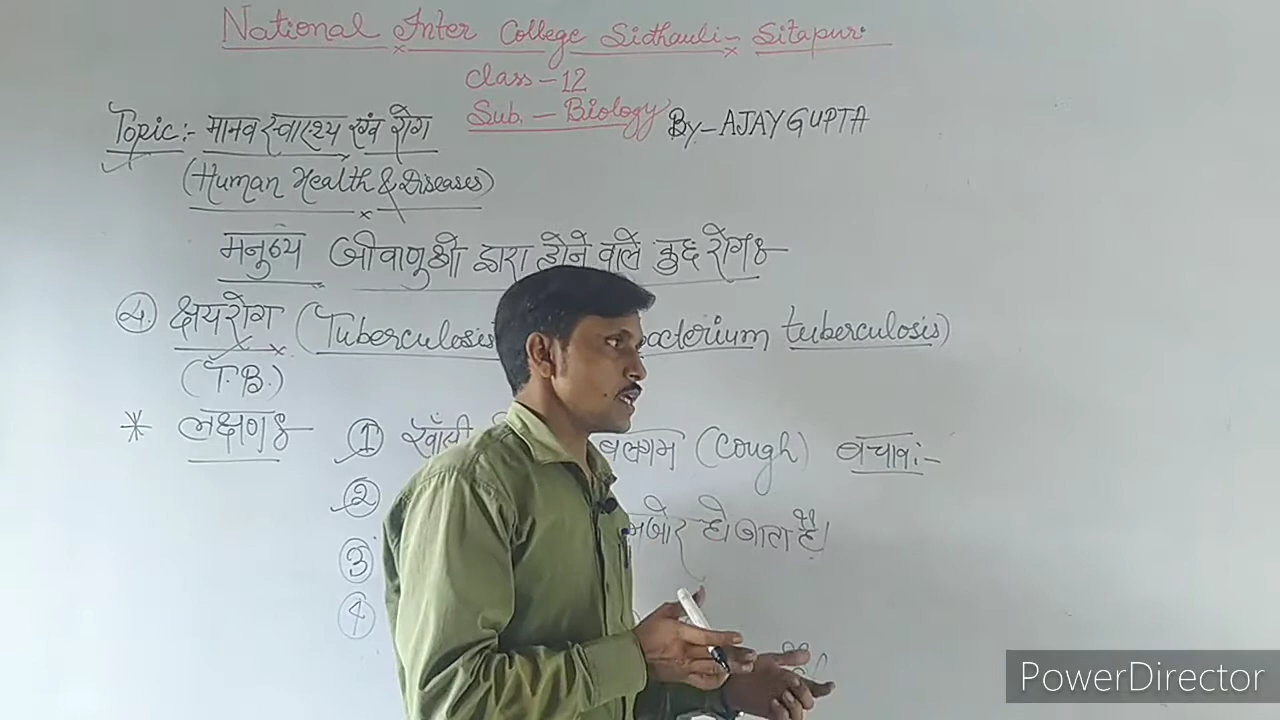 National Inter College Sidhauli - Sitapur
Class - 12
Sub. - Biology By - AJAY GUPTA
Topic :- मानव स्वास्थ्य एवं रोग
(Human Health & Diseases)
मनुष्य जीवाणुओ द्वारा होने वाले कुछ रोग :-
4. क्षयरोग (Tuberculosis bacterium tuberculosis)
(T.B.)
* लक्षण :- 1 खाँसी बलगम (Cough) बचाव :-
2 हो जाता है।
3
4
PowerDirector